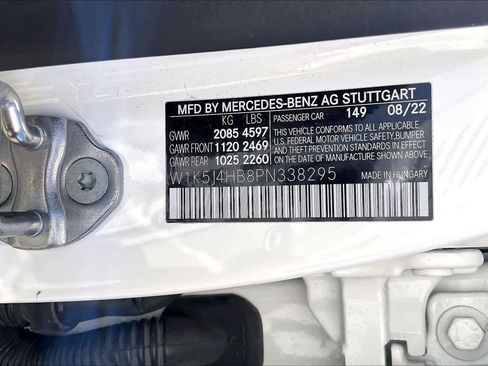 MFD BY MERCEDES-BENZ AG STUTTGART
KG LBS PASSENGER CAR 149 08/22
GVWR 2085 4597 THIS VEHICLE CONFORMS TO ALL APPLICABLE
GAWR FRONT 1120 2469 U.S. FEDERAL MOTOR VEHICLE SAFETY,BUMPER
AND THEFT PREVENTION STANDARDS IN EFFECT
GAWR REAR 1025 2260 ON THE DATE OF MANUFACTURE SHOWN ABOVE.
W1K5J4HB8PN338295
MADE IN HUNGARY